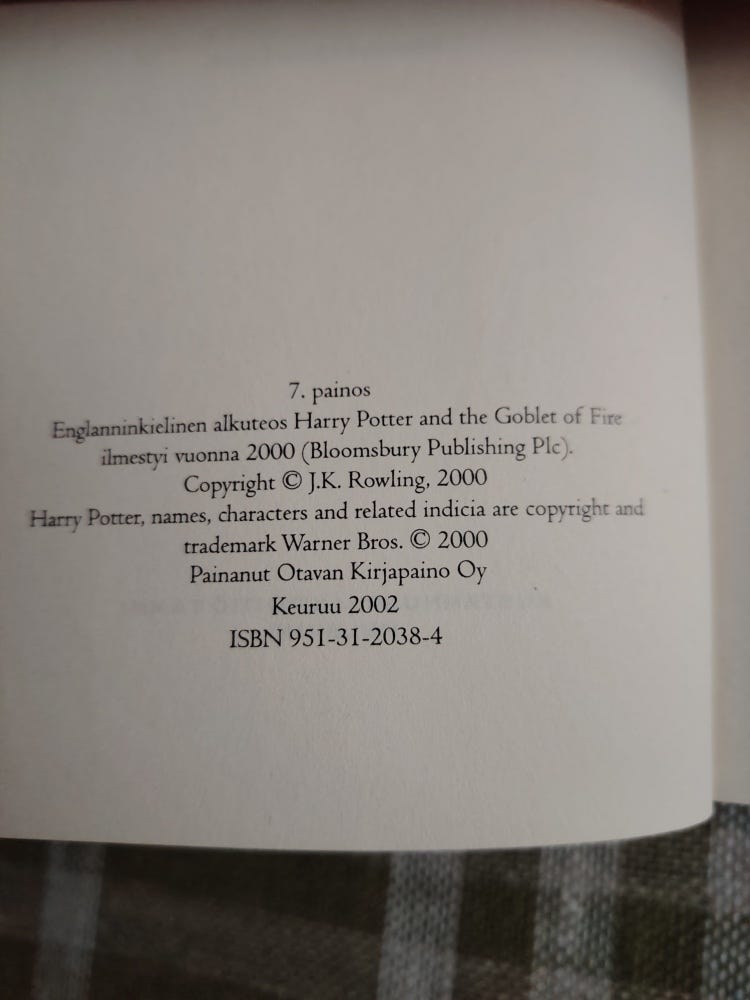 7. painos
Englanninkielinen alkuteos Harry Potter and the Goblet of Fire
ilmestyi vuonna 2000 (Bloomsbury Publishing Plc).
Copyright © J.K. Rowling, 2000
Harry Potter, names, characters and related indicia are copyright and
trademark Warner Bros. © 2000
Painanut Otavan Kirjapaino Oy
Keuruu 2002
ISBN 951-31-2038-4